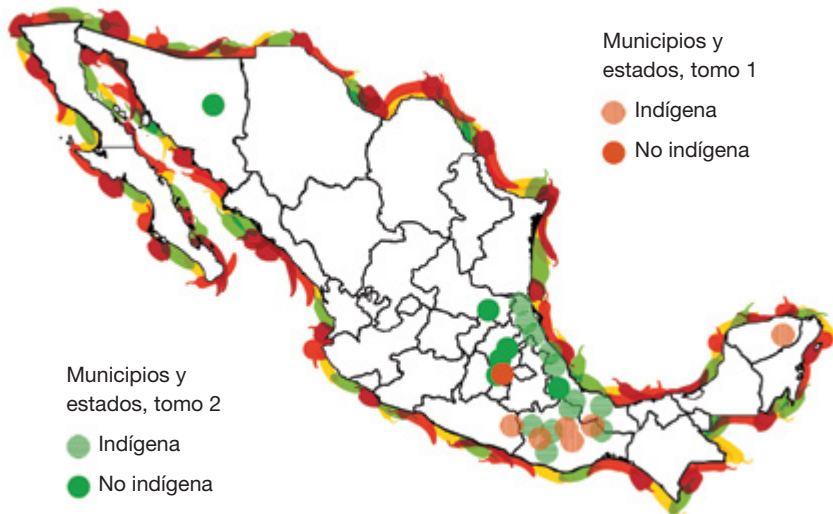 Municipios y
estados, tomo 1
Indígena
No indígena
Municipios y
estados, tomo 2
Indígena
No indígena